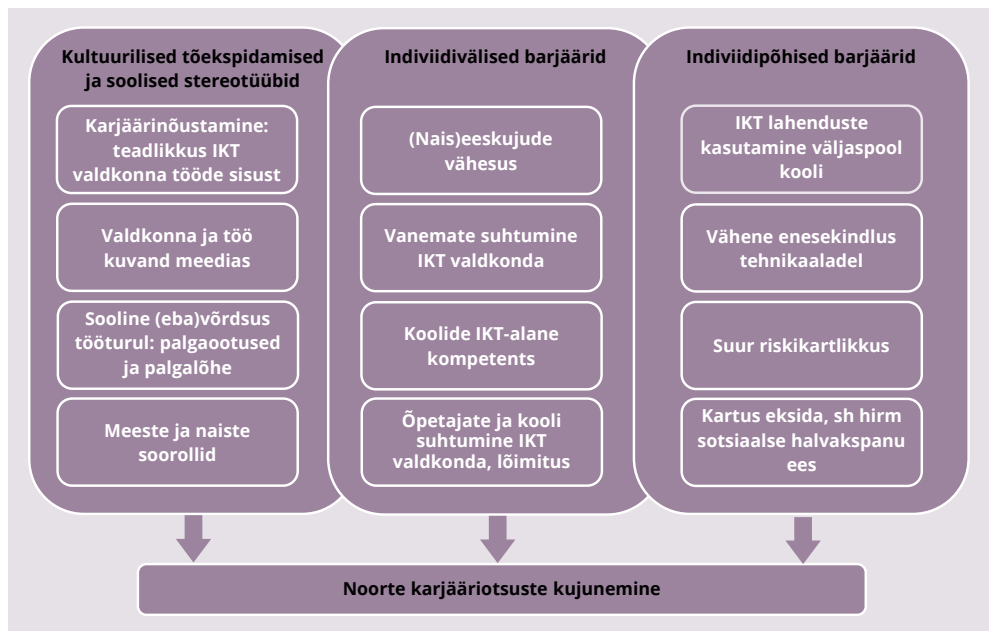 Kultuurilised tõekspidamised
ja soolised stereotüübid
Karjäärinõustamine:
teadlikkus IKT
valdkonna tööde sisust
Valdkonna ja töö
kuvand meedias
Sooline (eba)võrdsus
tööturul: palgaootused
ja palgalõhe
Meeste ja naiste
soorollid
Indiviidivälised barjäärid
(Nais)eeskujude
vähesus
Vanemate suhtumine
IKT valdkonda
Koolide IKT-alane
kompetents
Õpetajate ja kooli
suhtumine IKT
valdkonda, lõimitus
Indiviidipõhised barjäärid
IKT lahenduste
kasutamine väljaspool
kooli
Vähene enesekindlus
tehnikaaladel
Suur riskikartlikkus
Kartus eksida, sh hirm
sotsiaalse halvakspanu
ees
Noorte karjääriotsuste kujunemine